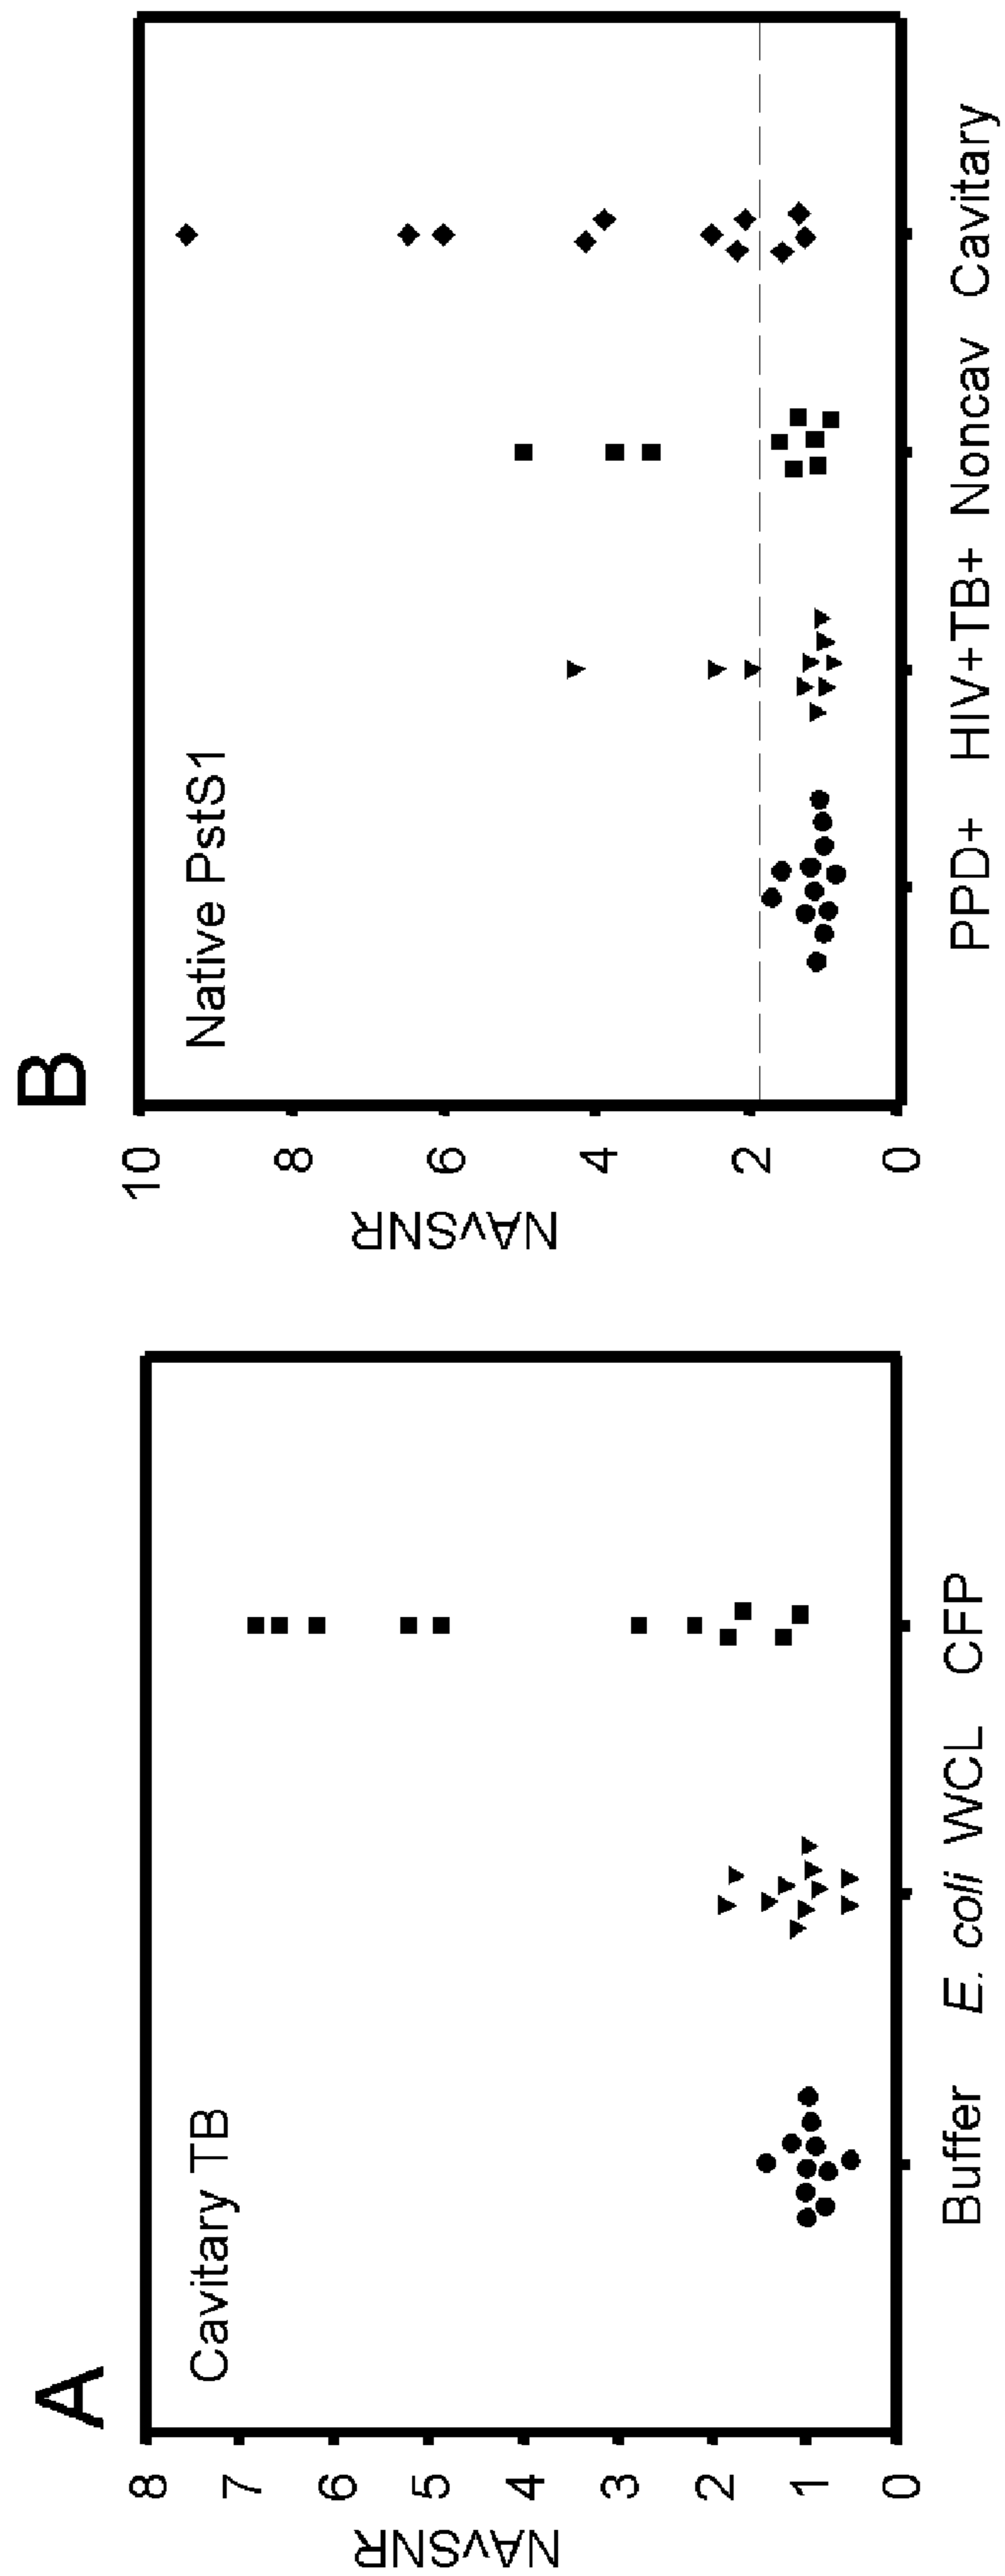 A
Cavitary TB
NAvSNR
8
7
6
5
4
3
2
1
0
Buffer E. coli WCL CFP
B
Native PstS1
NAvSNR
10
8
6
4
2
0
PPD+ HIV+TB+ Noncav Cavitary